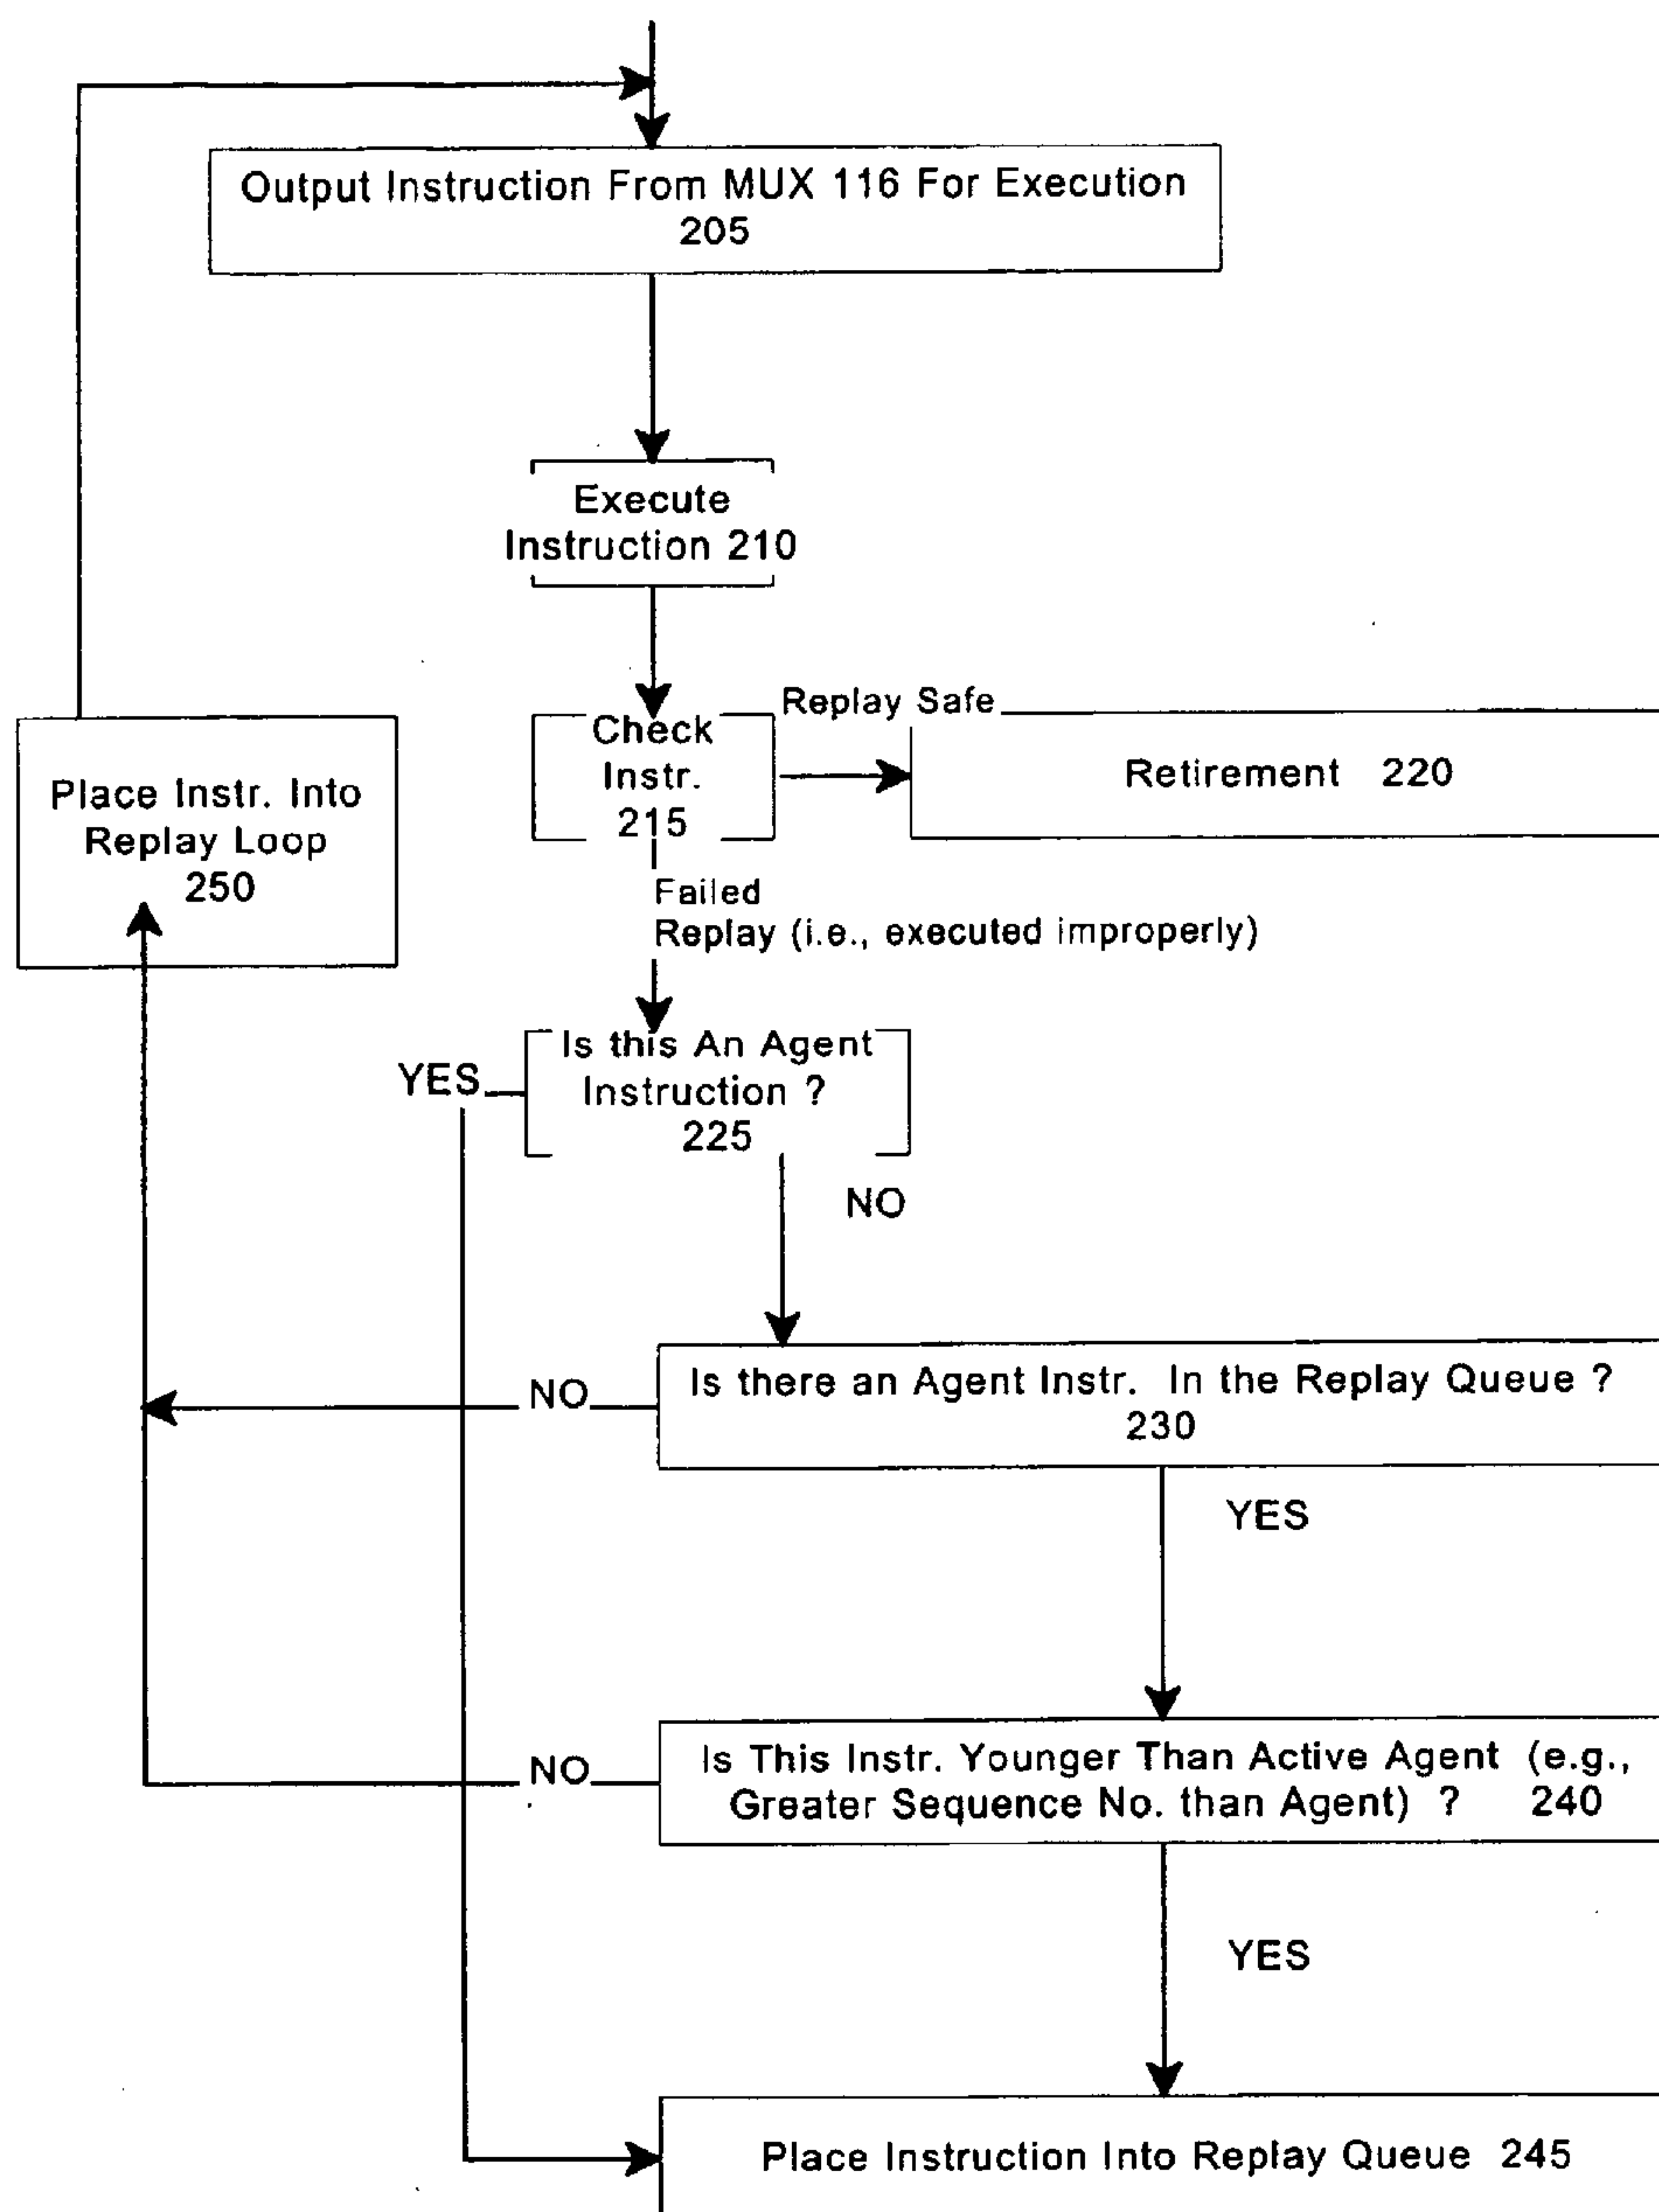 Output Instruction From MUX 116 For Execution
205
Execute
Instruction 210
Replay Safe
Check
Instr.
215
Retirement 220
Place Instr. Into
Replay Loop
250
Failed
Replay (i.e., executed improperly)
YES
Is this An Agent
Instruction ?
225
NO
Is there an Agent Instr. In the Replay Queue ?
230
NO
YES
Is This Instr. Younger Than Active Agent (e.g.,
Greater Sequence No. than Agent) ? 240
NO
YES
Place Instruction Into Replay Queue 245